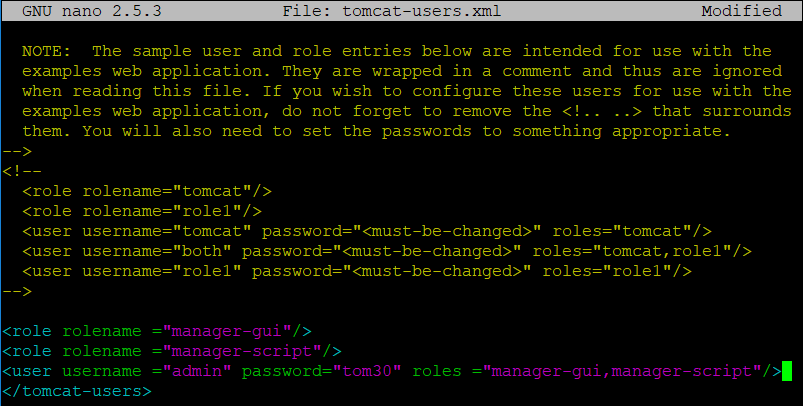 GNU nano 2.5.3 File: tomcat-users.xml Modified
NOTE:  The sample user and role entries below are intended for use with the
examples web application. They are wrapped in a comment and thus are ignored
when reading this file. If you wish to configure these users for use with the
examples web application, do not forget to remove the <!.. ..> that surrounds
them. You will also need to set the passwords to something appropriate.
-->
<!--
<role rolename="tomcat"/>
<role rolename="role1"/>
<user username="tomcat" password="<must-be-changed>" roles="tomcat"/>
<user username="both" password="<must-be-changed>" roles="tomcat,role1"/>
<user username="role1" password="<must-be-changed>" roles="role1"/>
-->
<role rolename ="manager-gui"/>
<role rolename ="manager-script"/>
<user username ="admin" password="tom30" roles ="manager-gui,manager-script"/>
</tomcat-users>